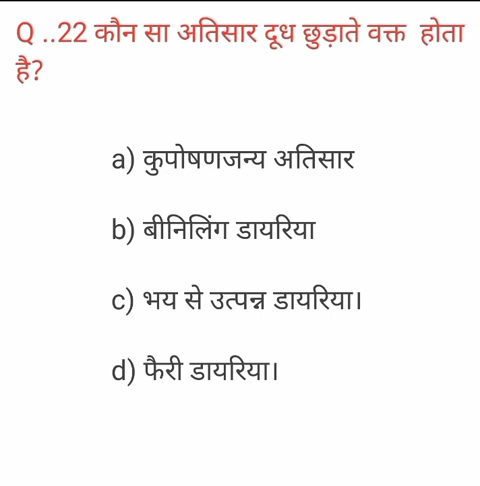 Q ..22 कौन सा अतिसार दूध छुड़ाते वक्त होता
है?
a) कुपोषणजन्य अतिसार
b) बीनिलिंग डायरिया
c) भय से उत्पन्न डायरिया।
d) फैरी डायरिया।